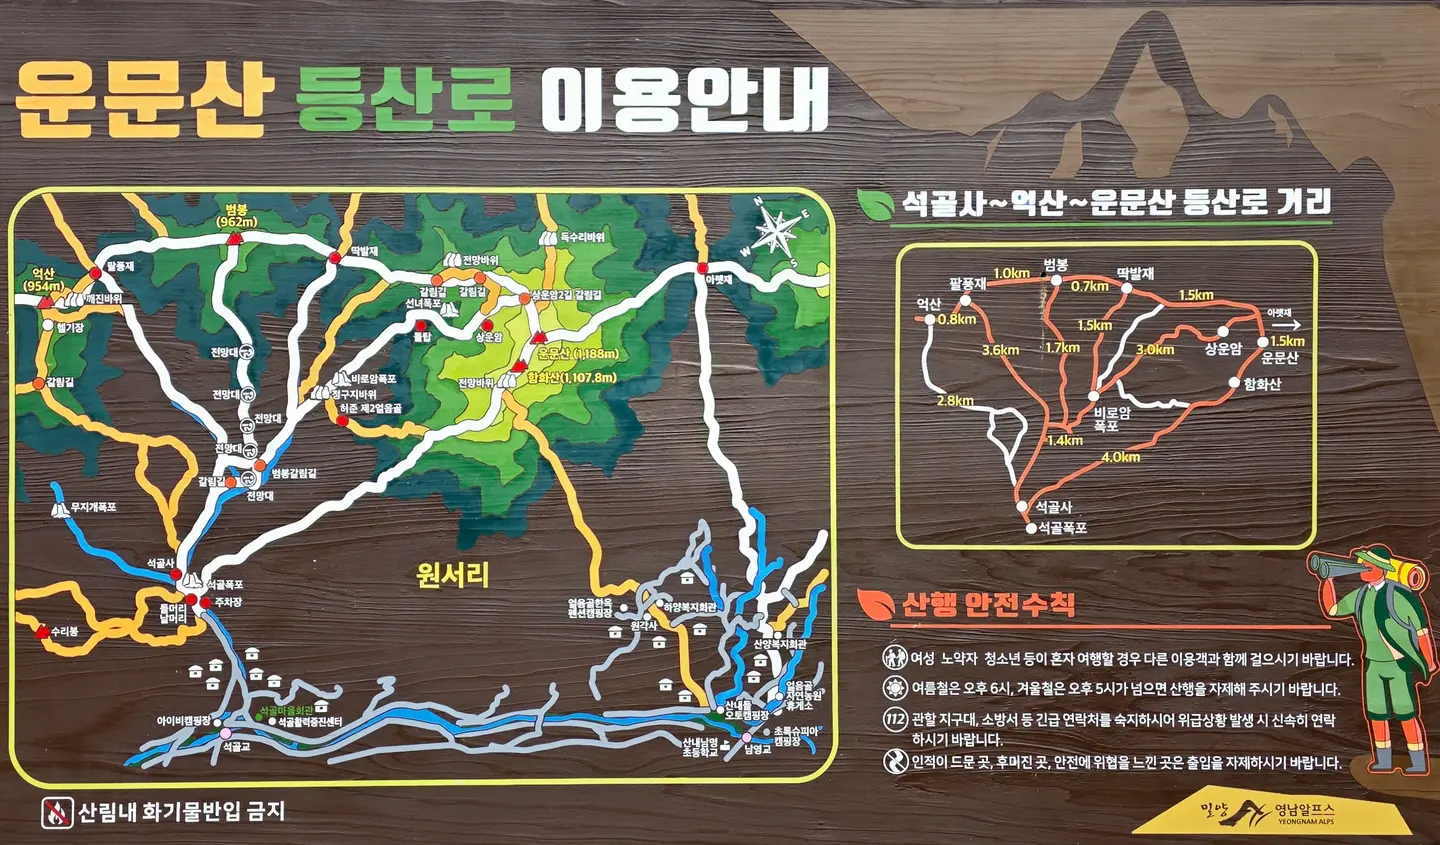 운문산 등산로 이용안내
범봉
(962m)
억산
(954m)
팔풍재
깨진바위
헬기장
갈림길
딱밭재
전망바위
갈림길
갈림길
선녀폭포
독수리바위
상운암2길 갈림길
아랫재
N
E
S
W
돌탑
상운암
운문산 (1,188m)
함화산(1,107.8m)
전망바위
전망대
전망대
전망대
전망대
전망대
비로암폭포
정구지바위
허준 제2얼음골
범봉갈림길
갈림길
무지개폭포
석골사
석골폭포
들머리
날머리
주차장
수리봉
원서리
얼음골한옥
펜션캠핑장
원각사
하양복지회관
산양복지회관
얼음골
자연농원
휴게소
산내들
오토캠핑장
초록슈피아
캠핑장
산내남명
초등학교
남영교
아이비캠핑장
석골마을회관
석골활력증진센터
석골교
산림내 화기물반입 금지
석골사~억산~운문산 등산로 거리
억산
팔풍재
범봉
딱밭재
상운암
운문산
아랫재
함화산
비로암
폭포
석골사
석골폭포
0.8km
1.0km
0.7km
1.5km
1.5km
1.5km
3.6km
1.7km
3.0km
2.8km
1.4km
4.0km
산행 안전수칙
여성 노약자 청소년 등이 혼자 여행할 경우 다른 이용객과 함께 걸으시기 바랍니다.
여름철은 오후 6시, 겨울철은 오후 5시가 넘으면 산행을 자제해 주시기 바랍니다.
112 관할 지구대, 소방서 등 긴급 연락처를 숙지하시어 위급상황 발생 시 신속히 연락
하시기 바랍니다.
인적이 드문 곳, 후미진 곳, 안전에 위협을 느낀 곳은 출입을 자제하시기 바랍니다.
밀양
영남알프스
YEONGNAM ALPS